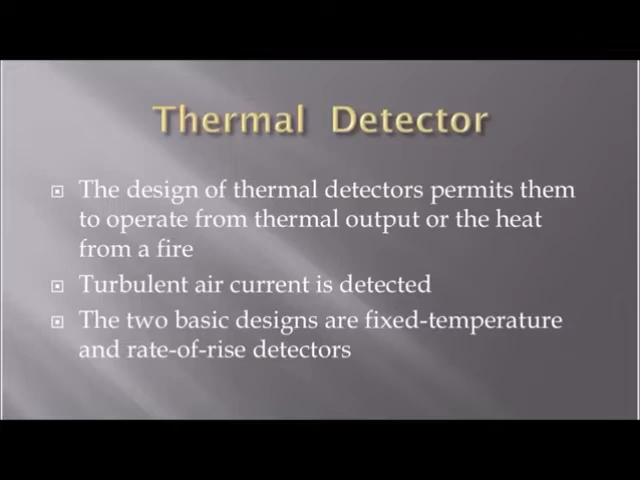 Thermal Detector
The design of thermal detectors permits them
to operate from thermal output or the heat
from a fire
Turbulent air current is detected
The two basic designs are fixed-temperature
and rate-of-rise detectors